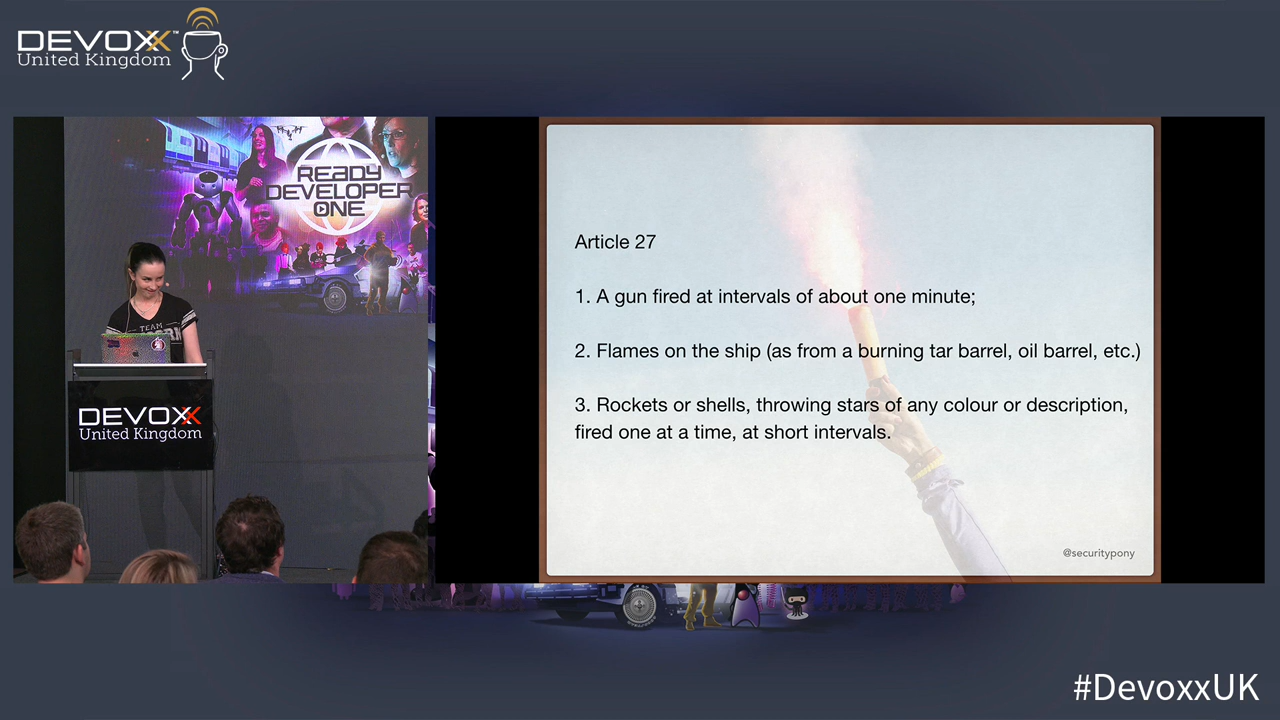 DEVOXX™
United Kingdom
READY
DEVELOPER
ONE
TEAM
DEVOXX
United Kingdom
Article 27
1. A gun fired at intervals of about one minute;
2. Flames on the ship (as from a burning tar barrel, oil barrel, etc.)
3. Rockets or shells, throwing stars of any colour or description,
fired one at a time, at short intervals.
@securitypony
#DevoxxUK